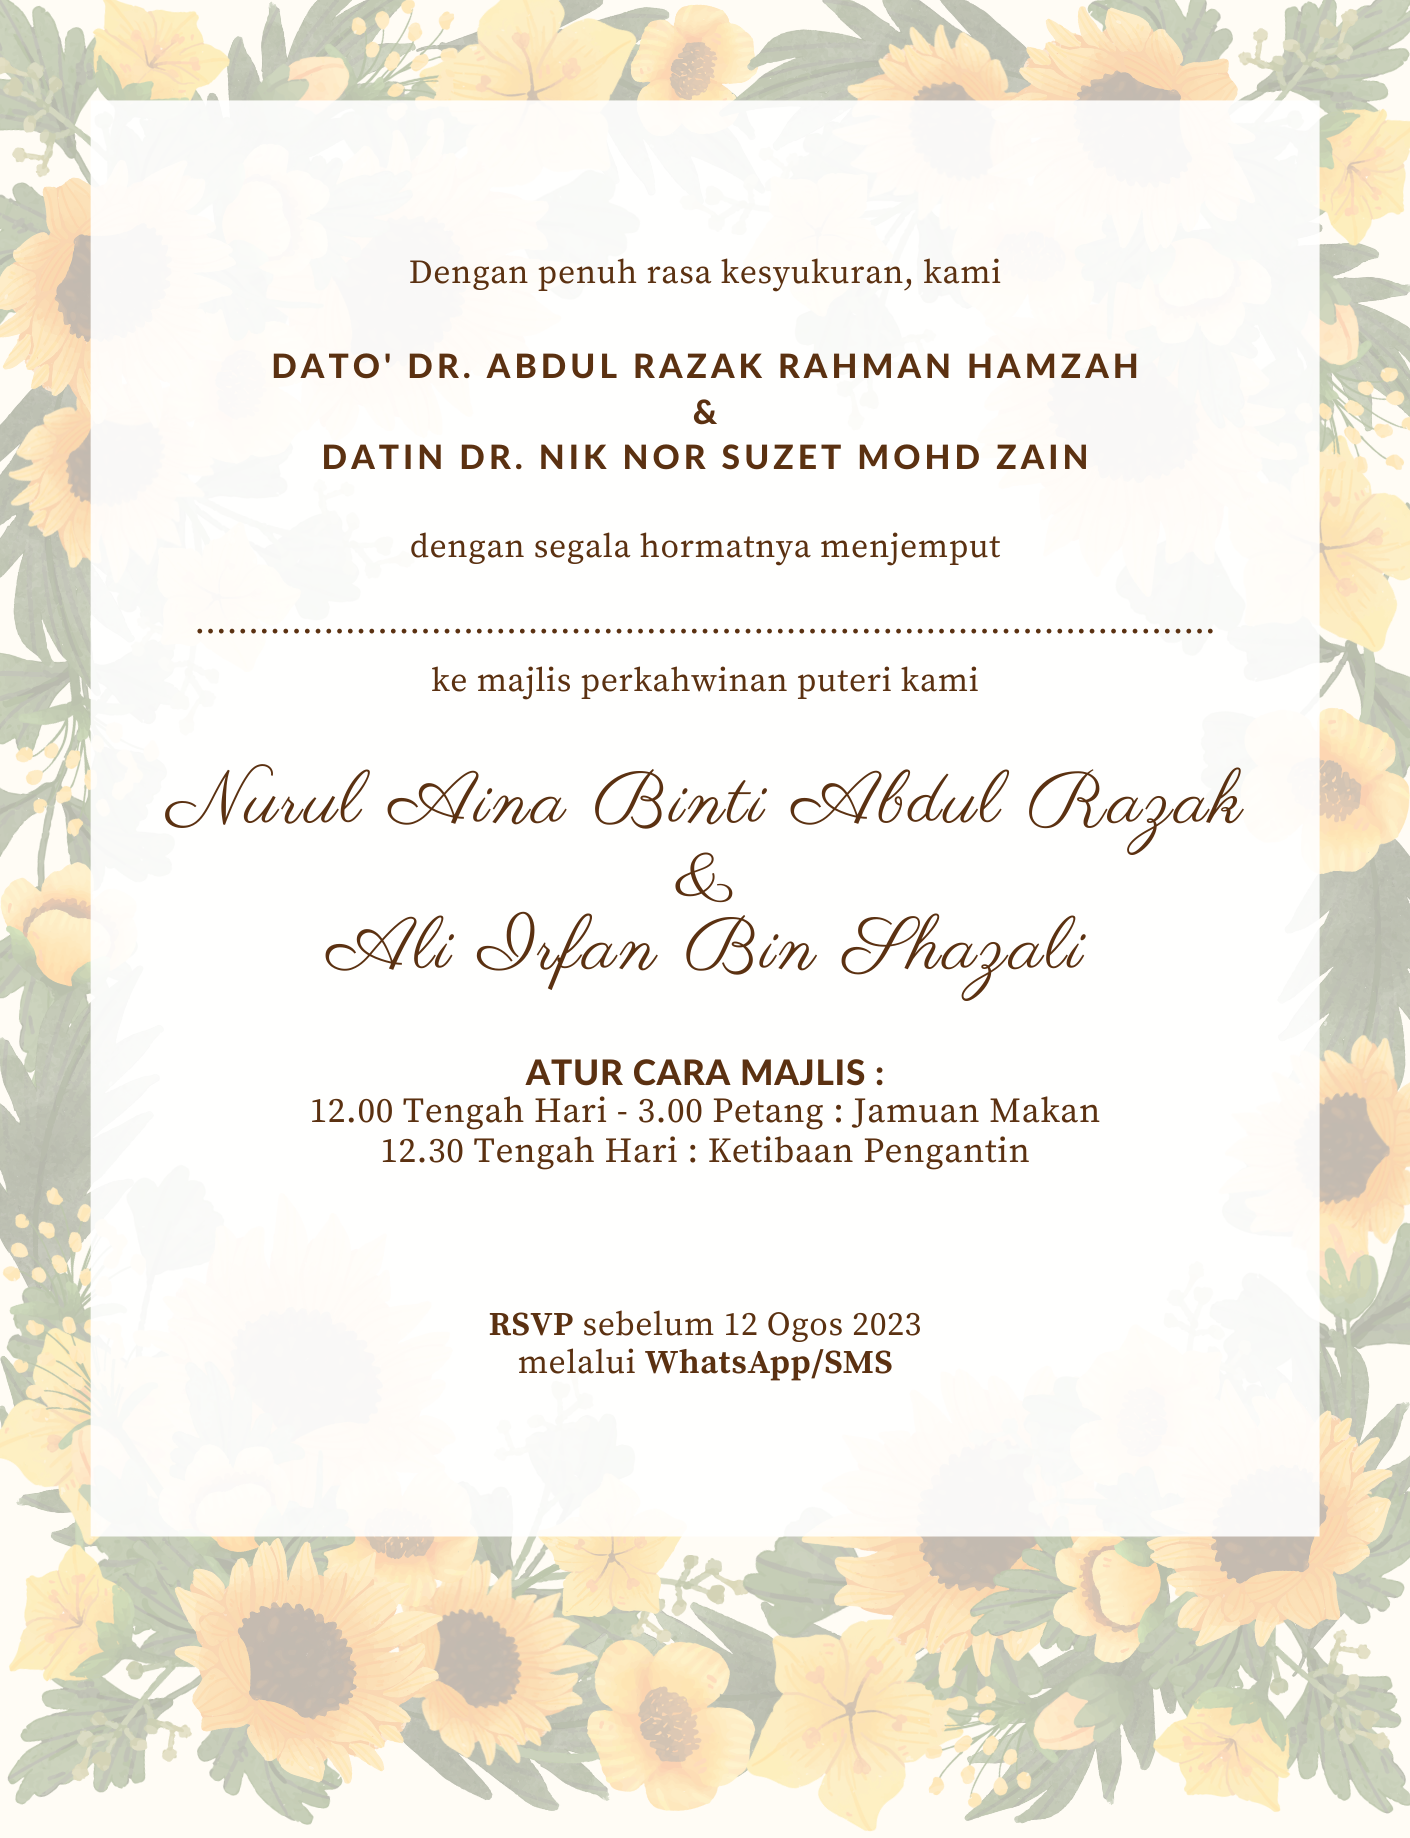 Dengan penuh rasa kesyukuran, kami
DATO' DR. ABDUL RAZAK RAHMAN HAMZAH
&
DATIN DR. NIK NOR SUZET MOHD ZAIN
dengan segala hormatnya menjemput
...............................................................................................
ke majlis perkahwinan puteri kami
Nurul Aina Binti Abdul Razak
&
Ali Irfan Bin Shazali
ATUR CARA MAJLIS :
12.00 Tengah Hari - 3.00 Petang : Jamuan Makan
12.30 Tengah Hari : Ketibaan Pengantin
RSVP sebelum 12 Ogos 2023
melalui WhatsApp/SMS